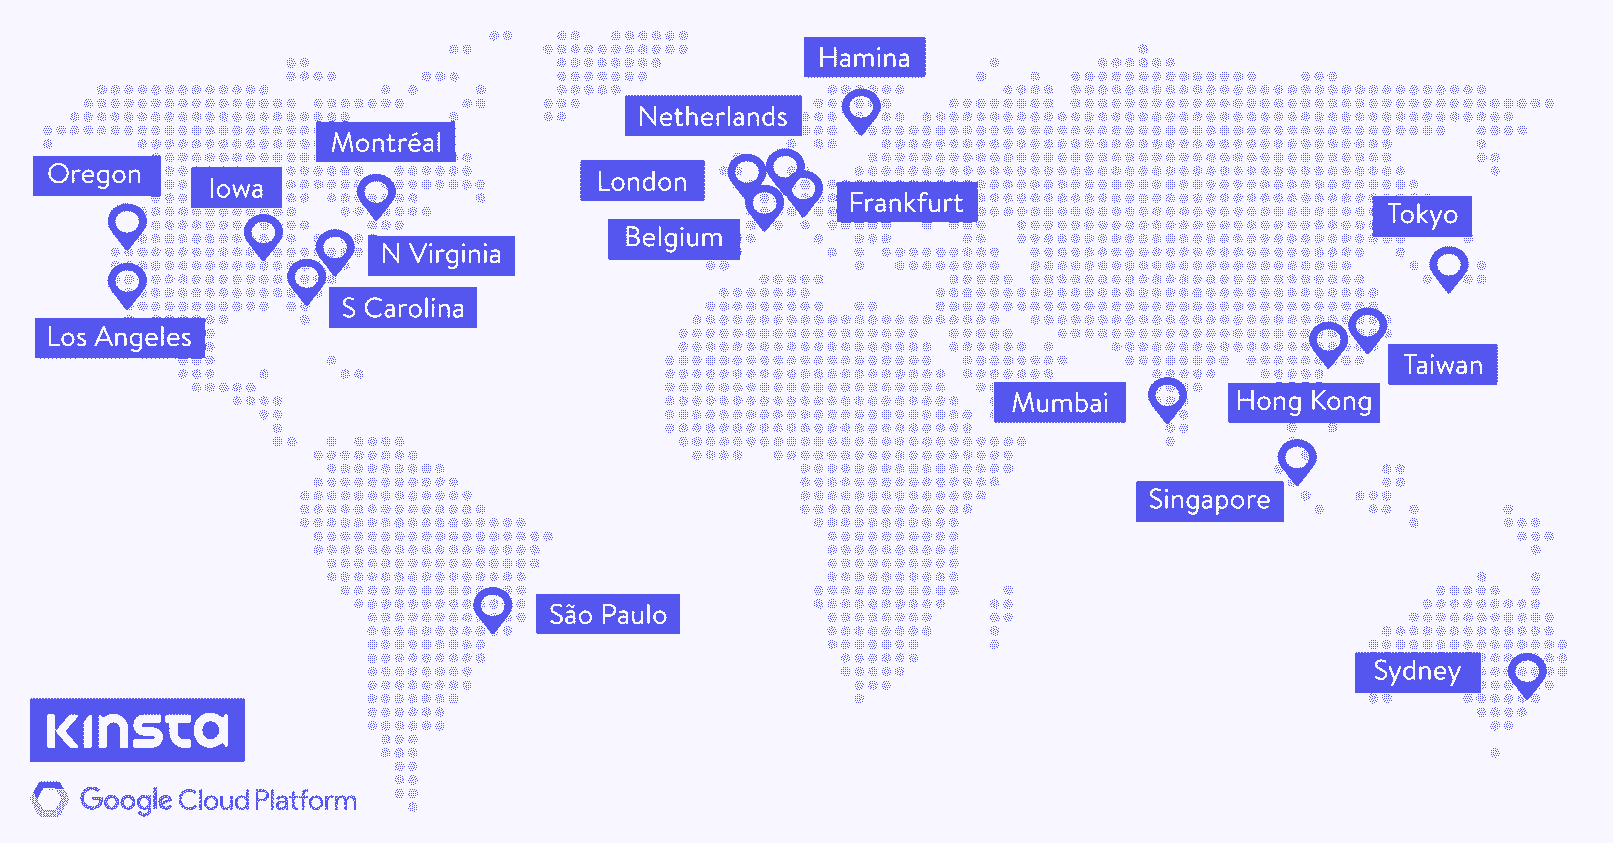 Hamina
Netherlands
Montréal
Oregon
Iowa
London
Frankfurt
Tokyo
Belgium
N Virginia
S Carolina
Los Angeles
Taiwan
Mumbai
Hong Kong
Singapore
São Paulo
Sydney
Kinsta
Google Cloud Platform